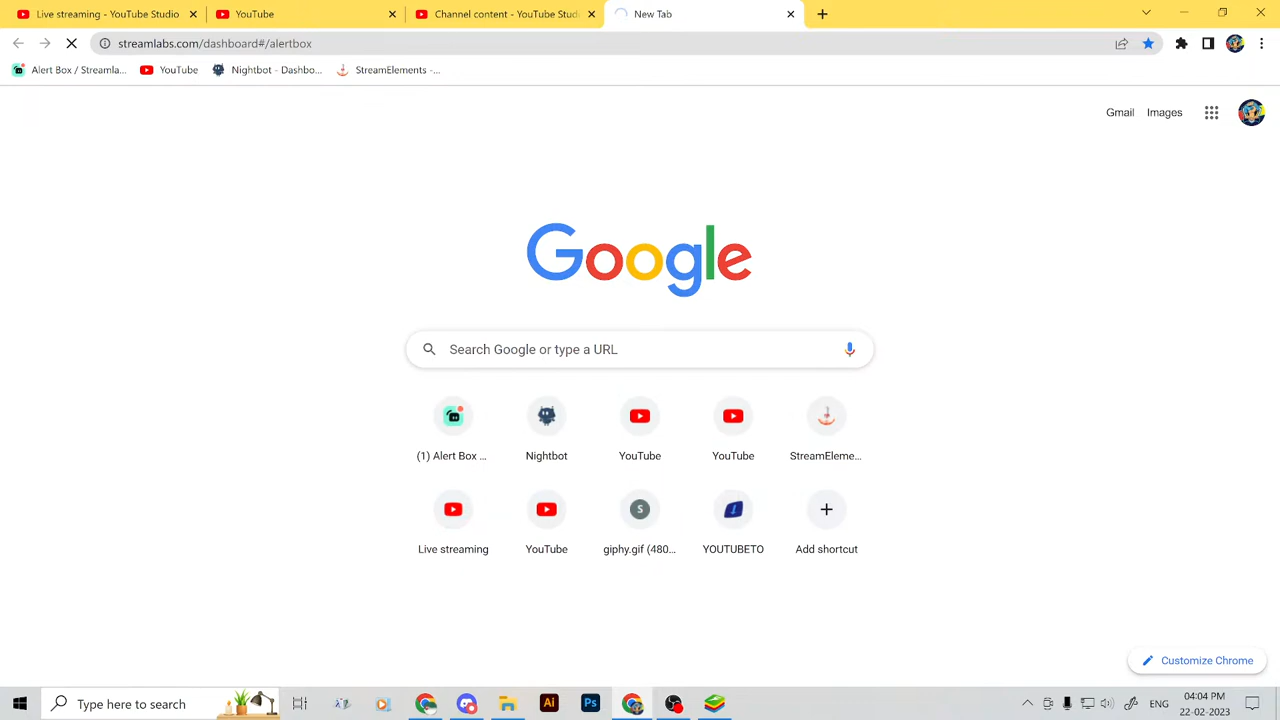 Live streaming - YouTube Studio
YouTube
Channel content - YouTube Stud
New Tab
streamlabs.com/dashboard#/alertbox
Alert Box / Streamla...
YouTube
Nightbot - Dashbo...
StreamElements -...
Gmail
Images
Google
Search Google or type a URL
(1) Alert Box ...
Nightbot
YouTube
YouTube
StreamEleme...
Live streaming
YouTube
S
giphy.gif (480...
YOUTUBETO
Add shortcut
Customize Chrome
Type here to search
Ai
Ps
ENG
04:04 PM
22-02-2023